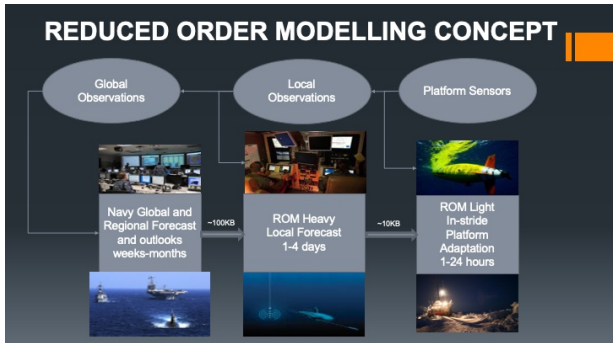 REDUCED ORDER MODELLING CONCEPT
Global
Observations
Local
Observations
Platform Sensors
Navy Global and
Regional Forecast
and outlooks
weeks-months
~100KB
ROM Heavy
Local Forecast
1-4 days
~10KB
ROM Light
In-stride
Platform
Adaptation
1-24 hours